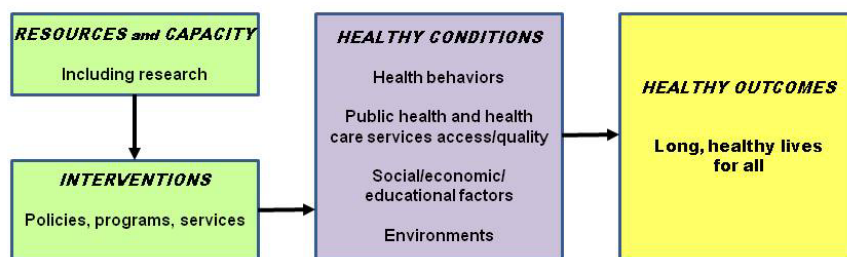 RESOURCES and CAPACITY
Including research
INTERVENTIONS
Policies, programs, services
HEALTHY CONDITIONS
Health behaviors
Public health and health
care services access/quality
Social/economic/
educational factors
Environments
HEALTHY OUTCOMES
Long, healthy lives
for all